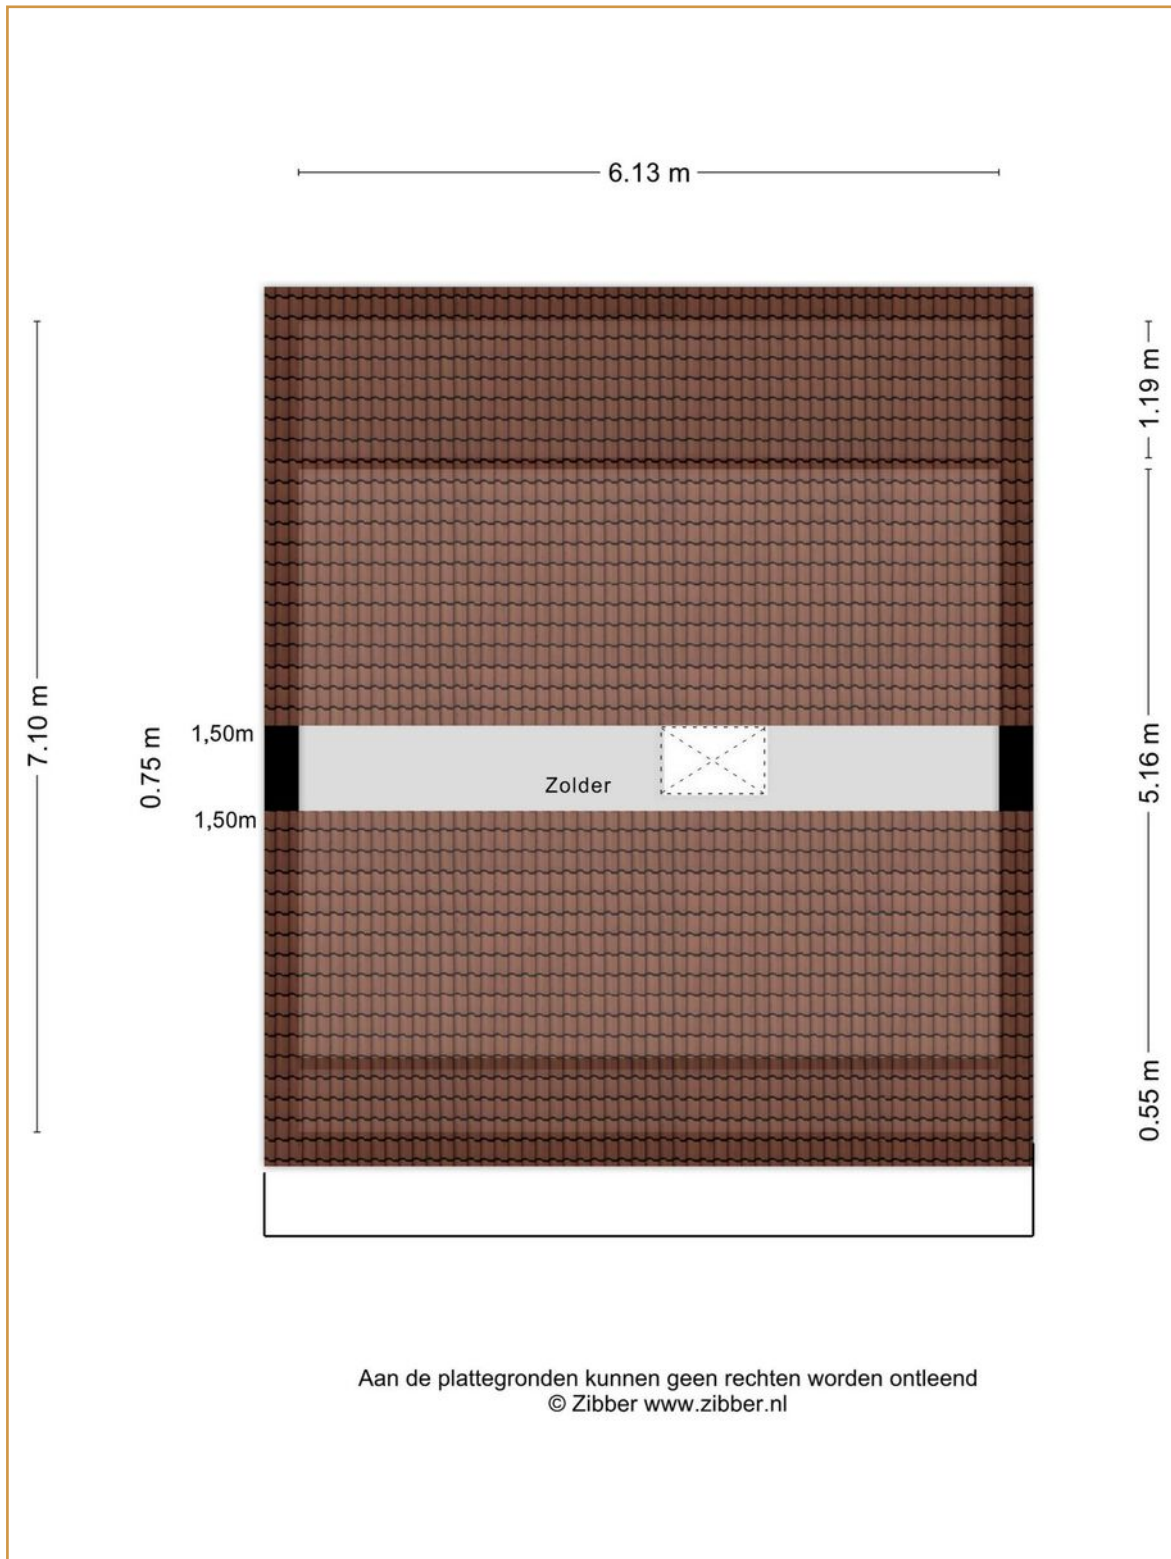 6.13 m
1.19 m
7.10 m
0.75 m
1,50m
5.16 m
Zolder
1,50m
0.55 m
Aan de plattegronden kunnen geen rechten worden ontleend
© Zibber www.zibber.nl